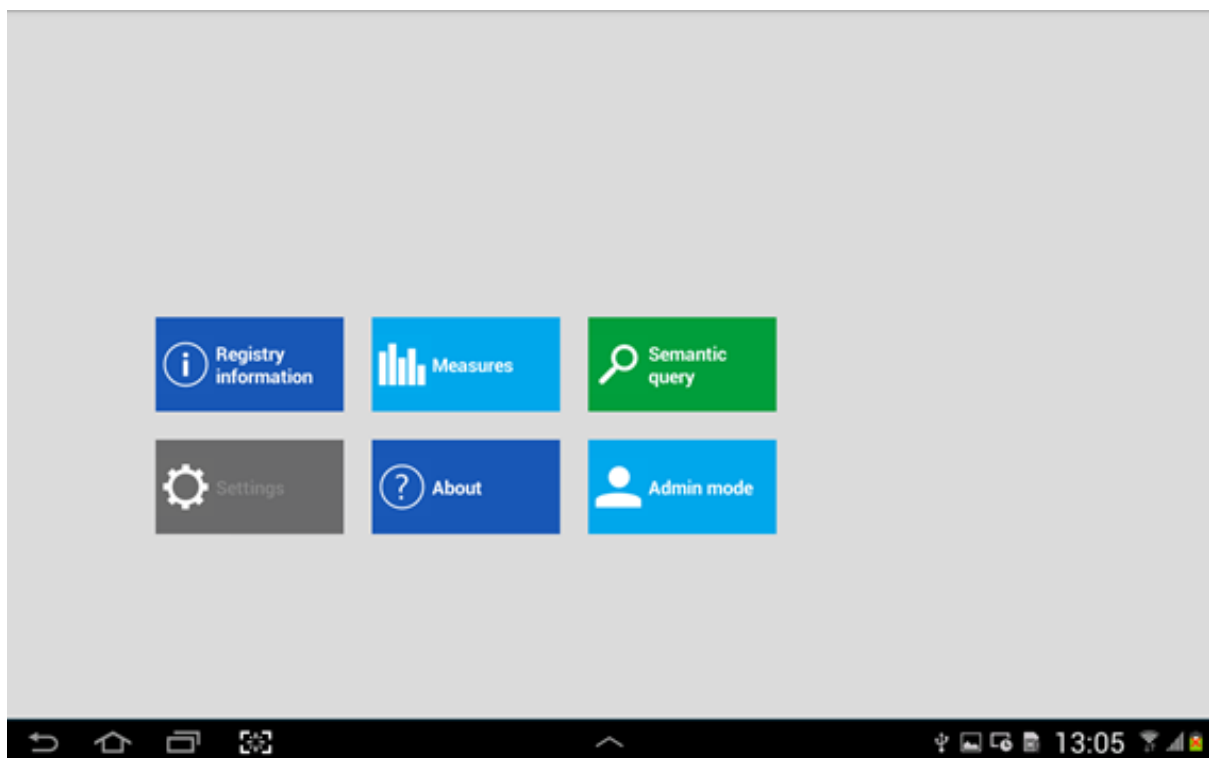 Registry
information
Measures
Semantic
query
Settings
About
Admin mode
13:05